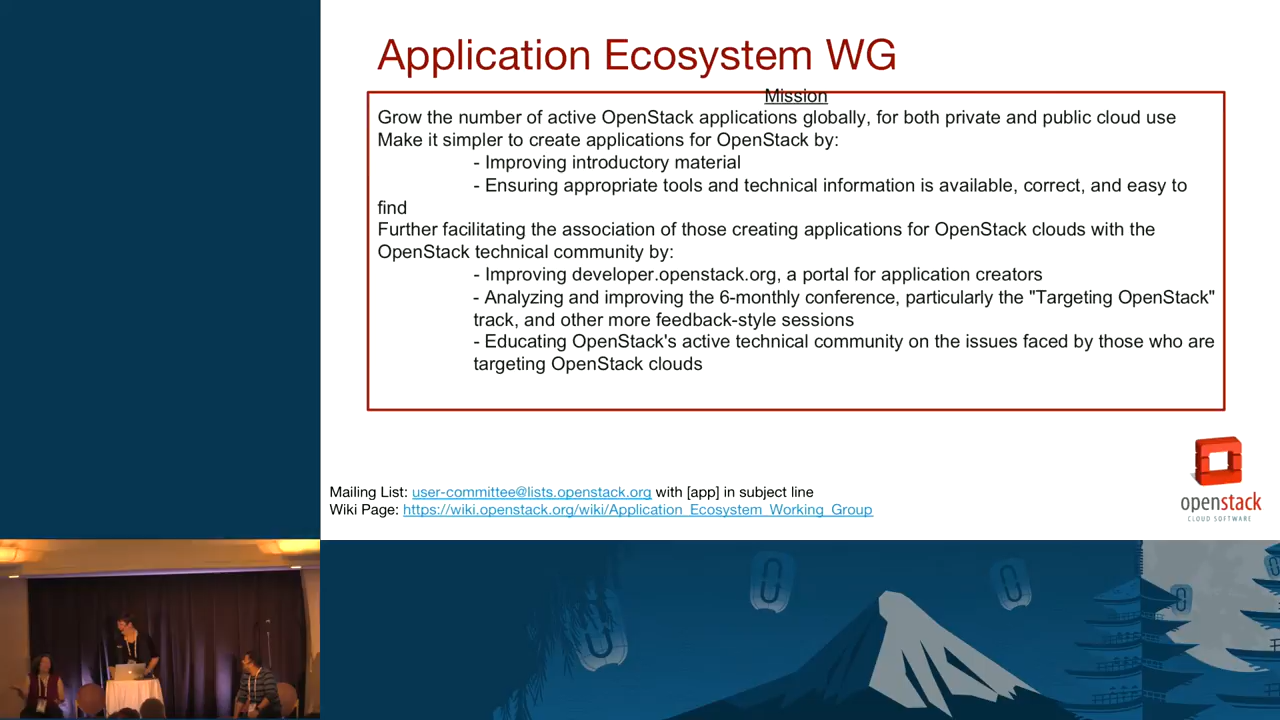 Application Ecosystem WG
Mission
Grow the number of active OpenStack applications globally, for both private and public cloud use
Make it simpler to create applications for OpenStack by:
- Improving introductory material
- Ensuring appropriate tools and technical information is available, correct, and easy to
find
Further facilitating the association of those creating applications for OpenStack clouds with the
OpenStack technical community by:
- Improving developer.openstack.org, a portal for application creators
- Analyzing and improving the 6-monthly conference, particularly the "Targeting OpenStack"
track, and other more feedback-style sessions
- Educating OpenStack's active technical community on the issues faced by those who are
targeting OpenStack clouds
Mailing List: user-committee@lists.openstack.org with [app] in subject line
Wiki Page: https://wiki.openstack.org/wiki/Application_Ecosystem_Working_Group
openstack
CLOUD SOFTWARE